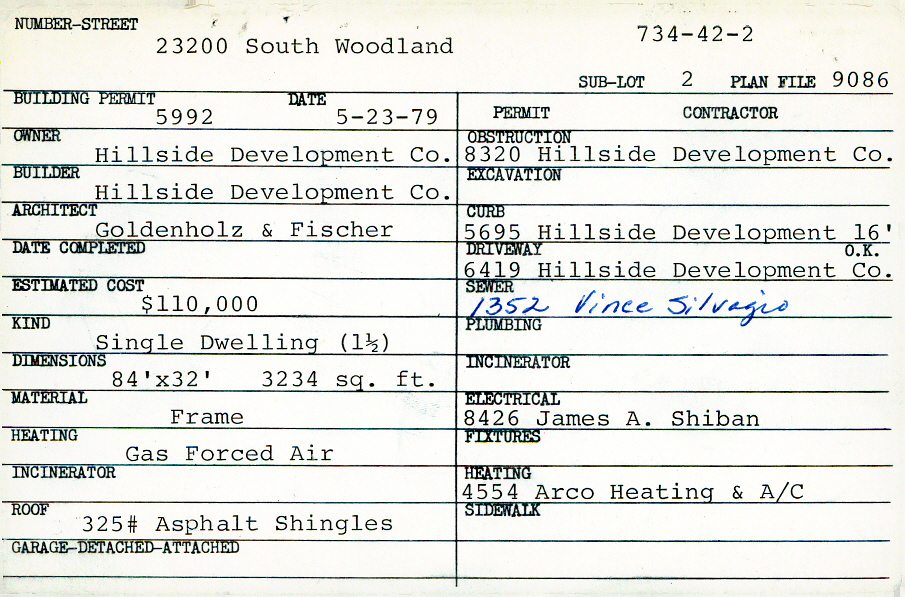 NUMBER-STREET
23200 South Woodland
734-42-2
SUB-LOT 2 PLAN FILE 9086
BUILDING PERMIT DATE
5992 5-23-79
PERMIT CONTRACTOR
OWNER
Hillside Development Co.
BUILDER
Hillside Development Co.
ARCHITECT
Goldenholz & Fischer
DATE COMPLETED
ESTIMATED COST
$110,000
KIND
Single Dwelling (1½)
DIMENSIONS
84'x32' 3234 sq. ft.
MATERIAL
Frame
HEATING
Gas Forced Air
INCINERATOR
ROOF
325# Asphalt Shingles
GARAGE-DETACHED-ATTACHED
OBSTRUCTION
8320 Hillside Development Co.
EXCAVATION
CURB
5695 Hillside Development 16'
DRIVEWAY O.K.
6419 Hillside Development Co.
SEWER
1352 Vince Silvagio
PLUMBING
INCINERATOR
ELECTRICAL
8426 James A. Shiban
FIXTURES
HEATING
4554 Arco Heating & A/C
SIDEWALK